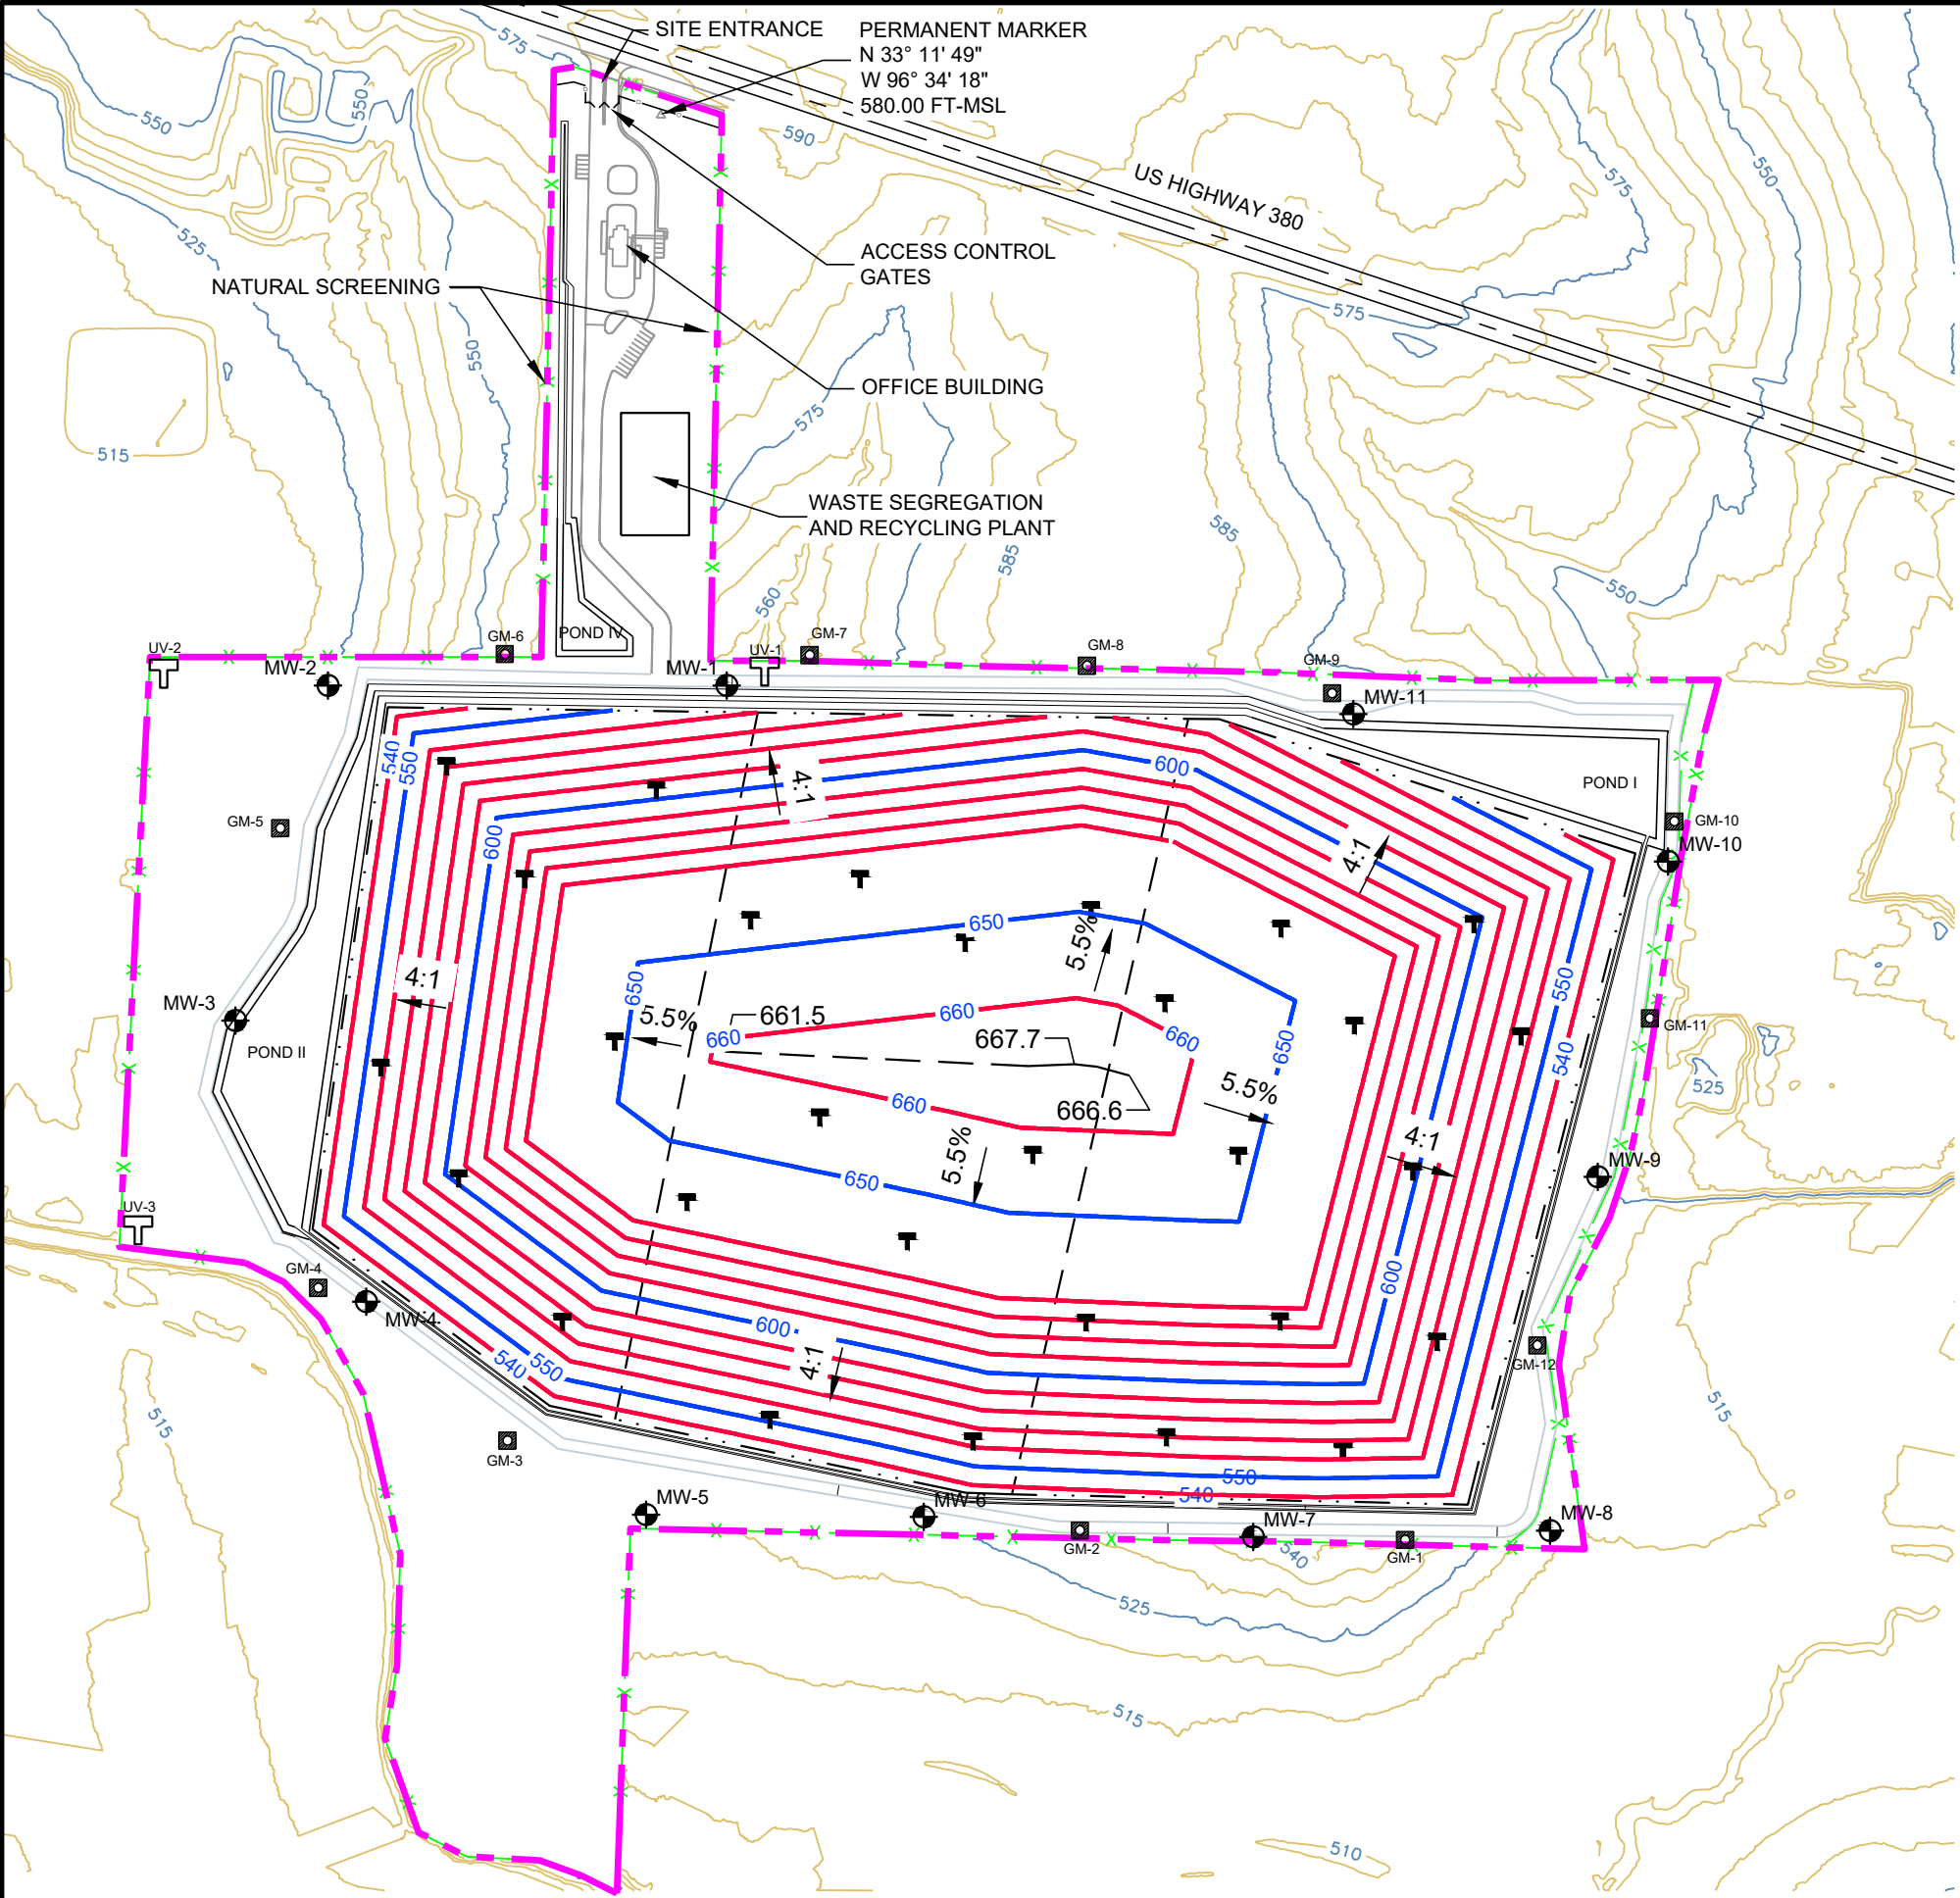 SITE ENTRANCE
PERMANENT MARKER
N 33° 11' 49"
W 96° 34' 18"
580.00 FT-MSL
575
550
550
590
575
550
US HIGHWAY 380
525
ACCESS CONTROL
GATES
NATURAL SCREENING
575
550
OFFICE BUILDING
575
515
WASTE SEGREGATION
AND RECYCLING PLANT
585
585
560
550
POND IV
GM-6
GM-7
GM-8
GM-9
UV-2
MW-2
MW-1
UV-1
MW-11
540
550
600
4:1
600
POND I
GM-5
GM-10
MW-10
4:1
600
650
5.5%
650
4:1
550
MW-3
5.5%
661.5
660
660
667.7
660
650
540
GM-11
POND II
525
5.5%
660
666.6
4:1
5.5%
650
MW-9
UV-3
GM-4
MW-4
600
600
4:1
GM-12
540
550
515
515
GM-3
550
540
MW-5
MW-6
MW-7
MW-8
GM-2
GM-1
540
525
515
510